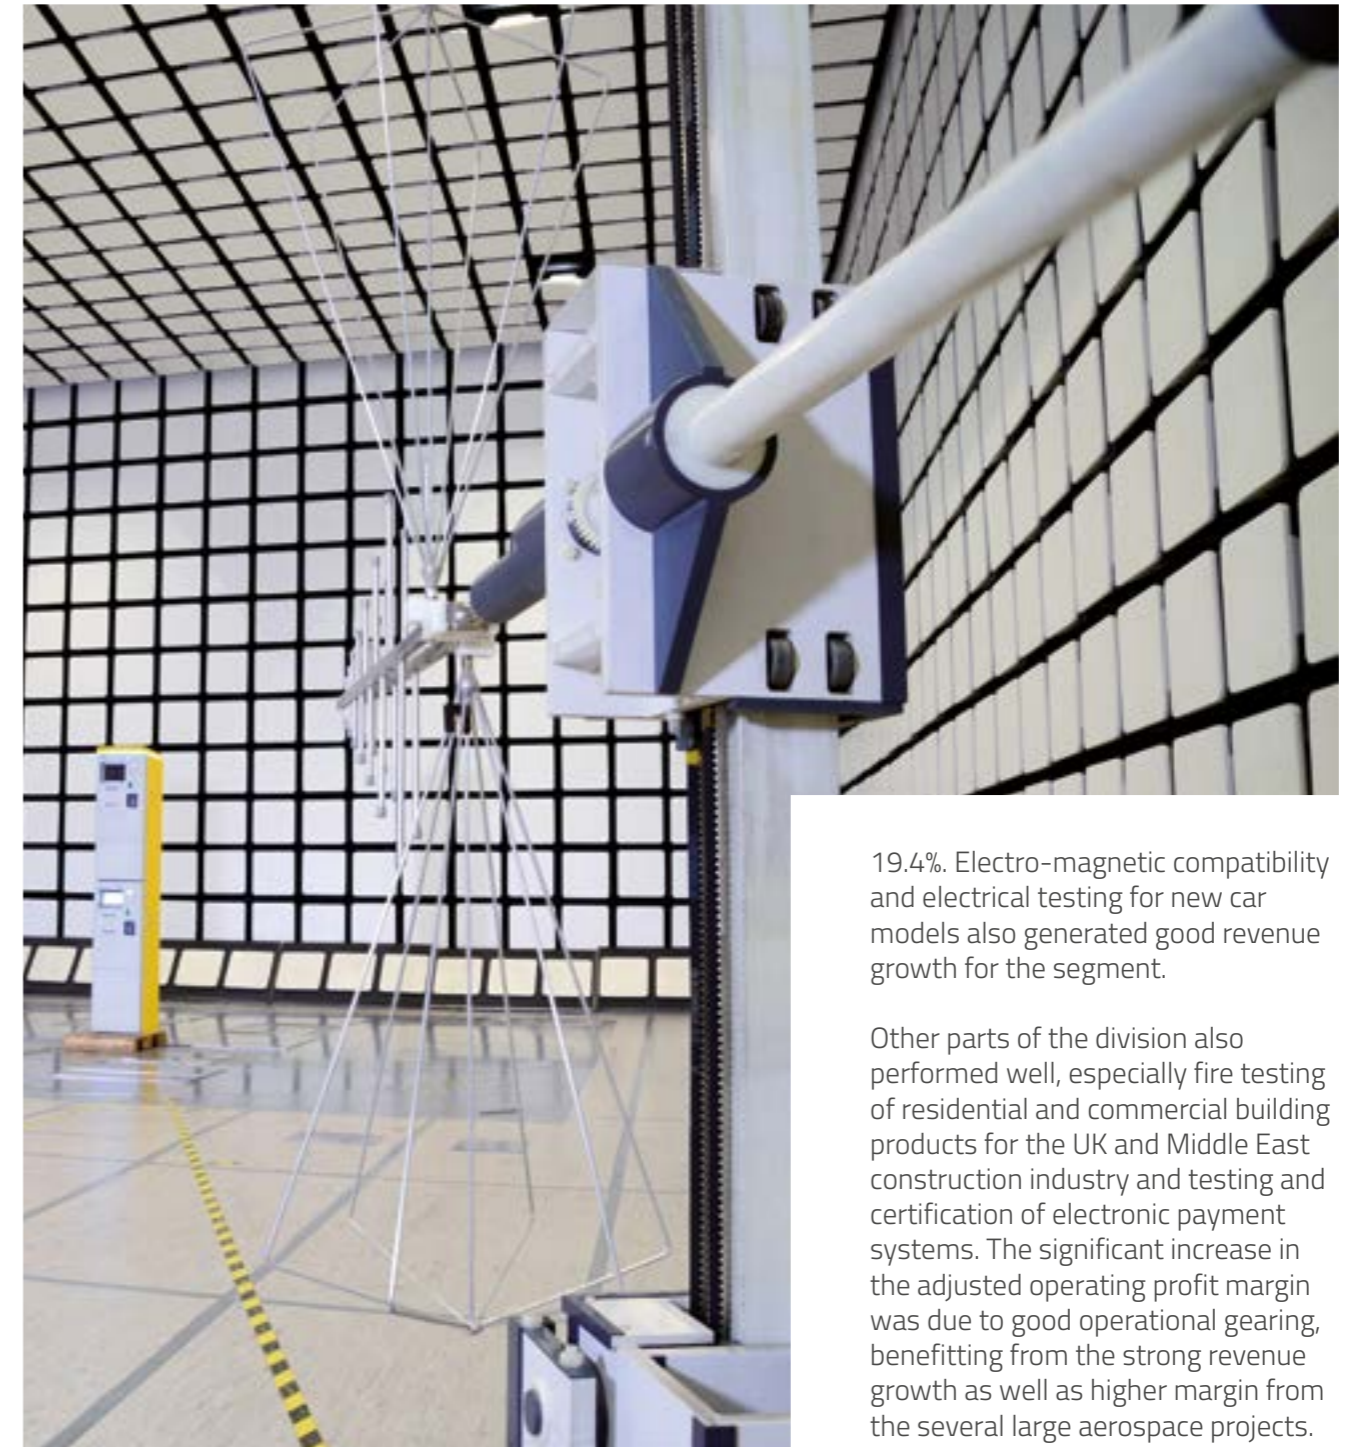 19.4%. Electro-magnetic compatibility
and electrical testing for new car
models also generated good revenue
growth for the segment.
Other parts of the division also
performed well, especially fire testing
of residential and commercial building
products for the UK and Middle East
construction industry and testing and
certification of electronic payment
systems. The significant increase in
the adjusted operating profit margin
was due to good operational gearing,
benefitting from the strong revenue
growth as well as higher margin from
the several large aerospace projects.